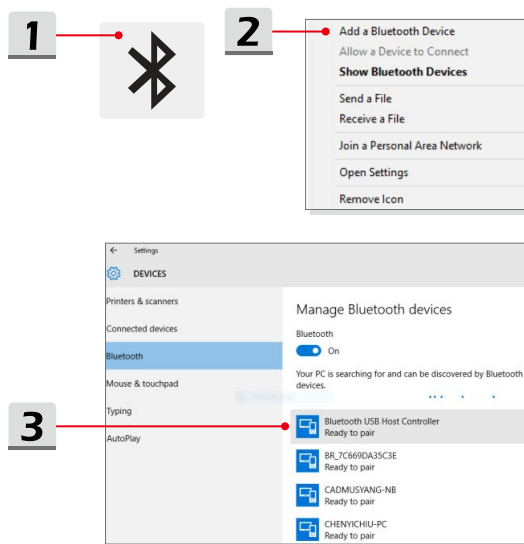 1
2
Add a Bluetooth Device
Allow a Device to Connect
Show Bluetooth Devices
Send a File
Receive a File
Join a Personal Area Network
Open Settings
Remove Icon
Settings
DEVICES
Printers & scanners
Connected devices
Bluetooth
Mouse & touchpad
Typing
AutoPlay
Manage Bluetooth devices
Bluetooth
On
Your PC is searching for and can be discovered by Bluetooth
devices.
3
Bluetooth USB Host Controller
Ready to pair
BR_7C669DA35C3E
Ready to pair
CADMUSYANG-NB
Ready to pair
CHENYICHIU-PC
Ready to pair